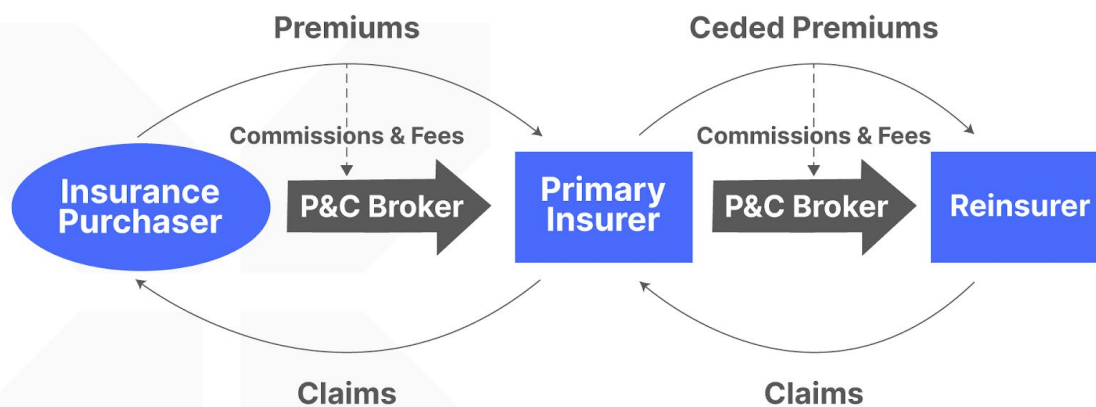 Premiums
Ceded Premiums
Commissions & Fees
Commissions & Fees
Insurance
Purchaser
P&C Broker
Primary
Insurer
P&C Broker
Reinsurer
Claims
Claims